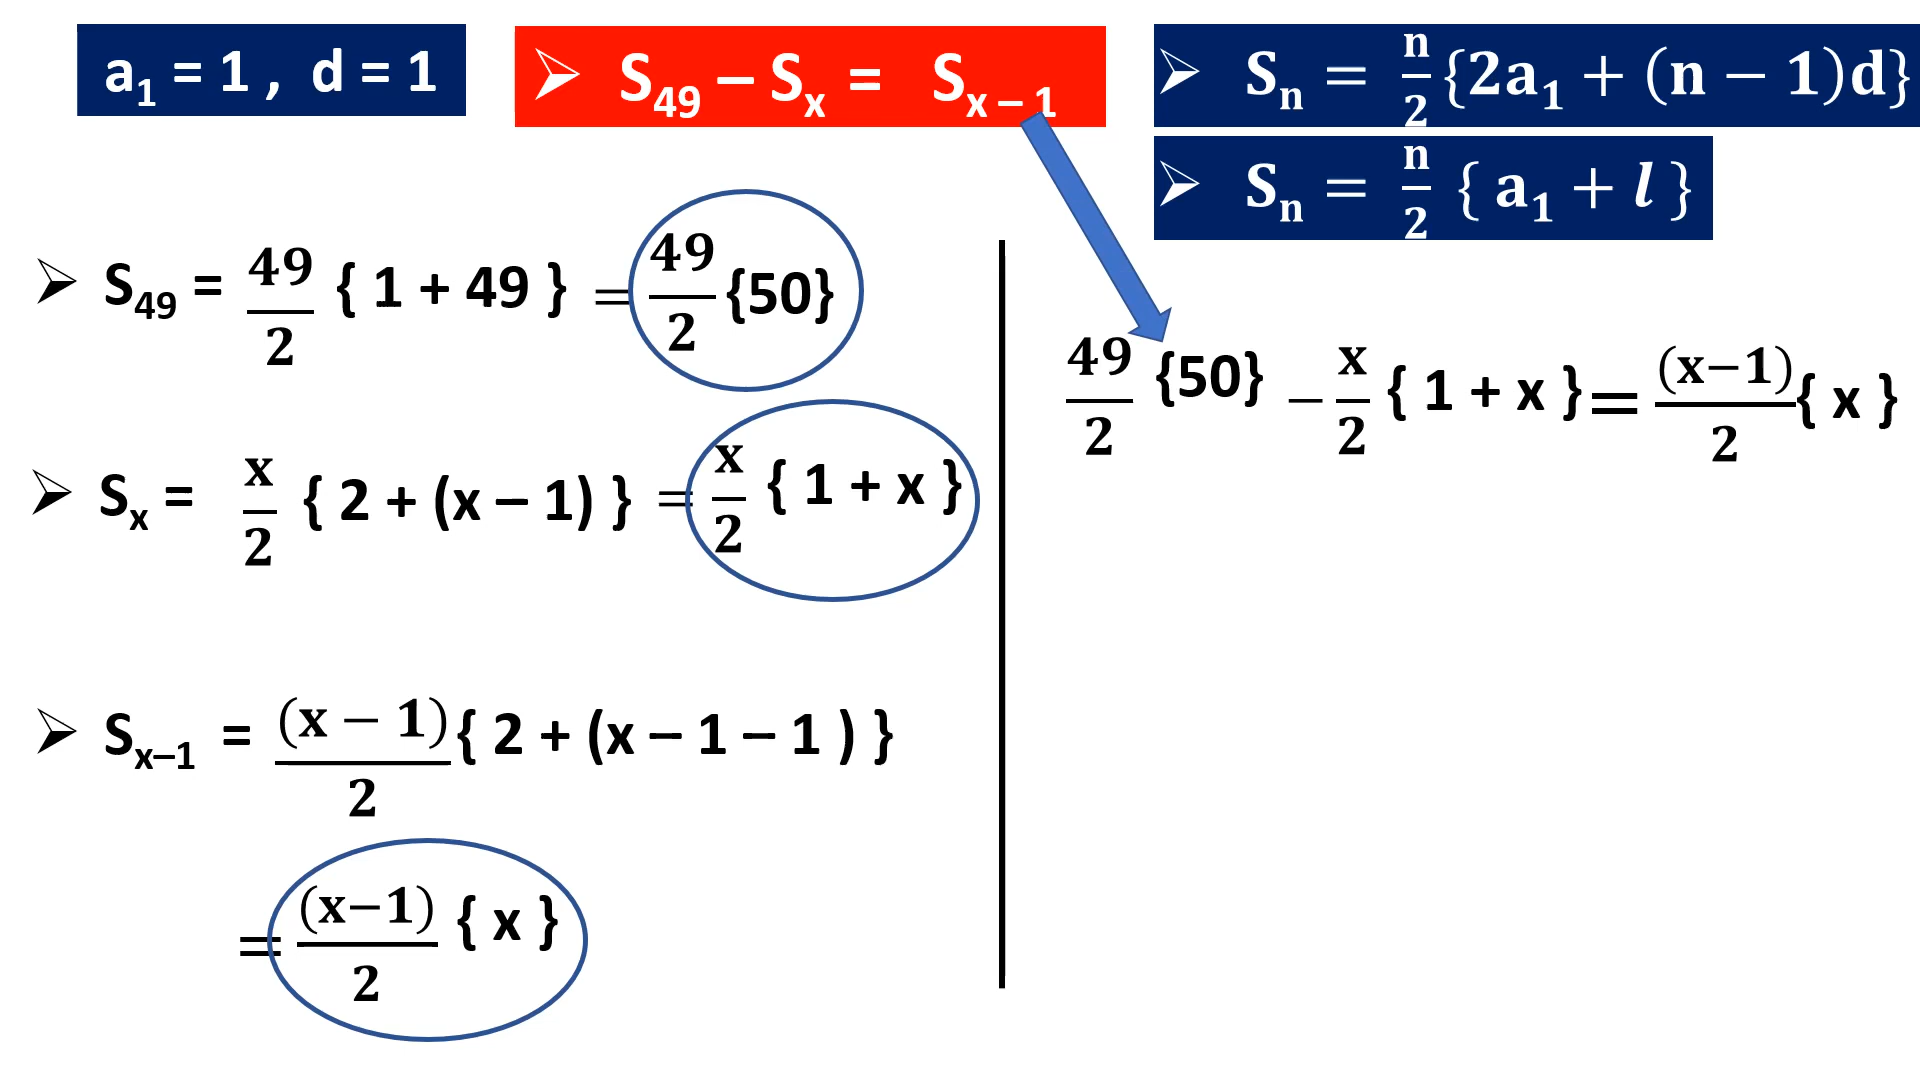 a₁ = 1 , d = 1
➢ S₄₉ – Sₓ = Sₓ ₋ ₁
➢ Sₙ = n/2 {2a₁ + (n − 1)d}
➢ Sₙ = n/2 { a₁ + l }
➢ S₄₉ = 49/2 { 1 + 49 } = 49/2 {50}
➢ Sₓ = x/2 { 2 + (x – 1) } = x/2 { 1 + x }
➢ Sₓ₋₁ = (x − 1)/2 { 2 + (x – 1 – 1 ) }
= (x−1)/2 { x }
49/2 {50} − x/2 { 1 + x } = (x−1)/2 { x }